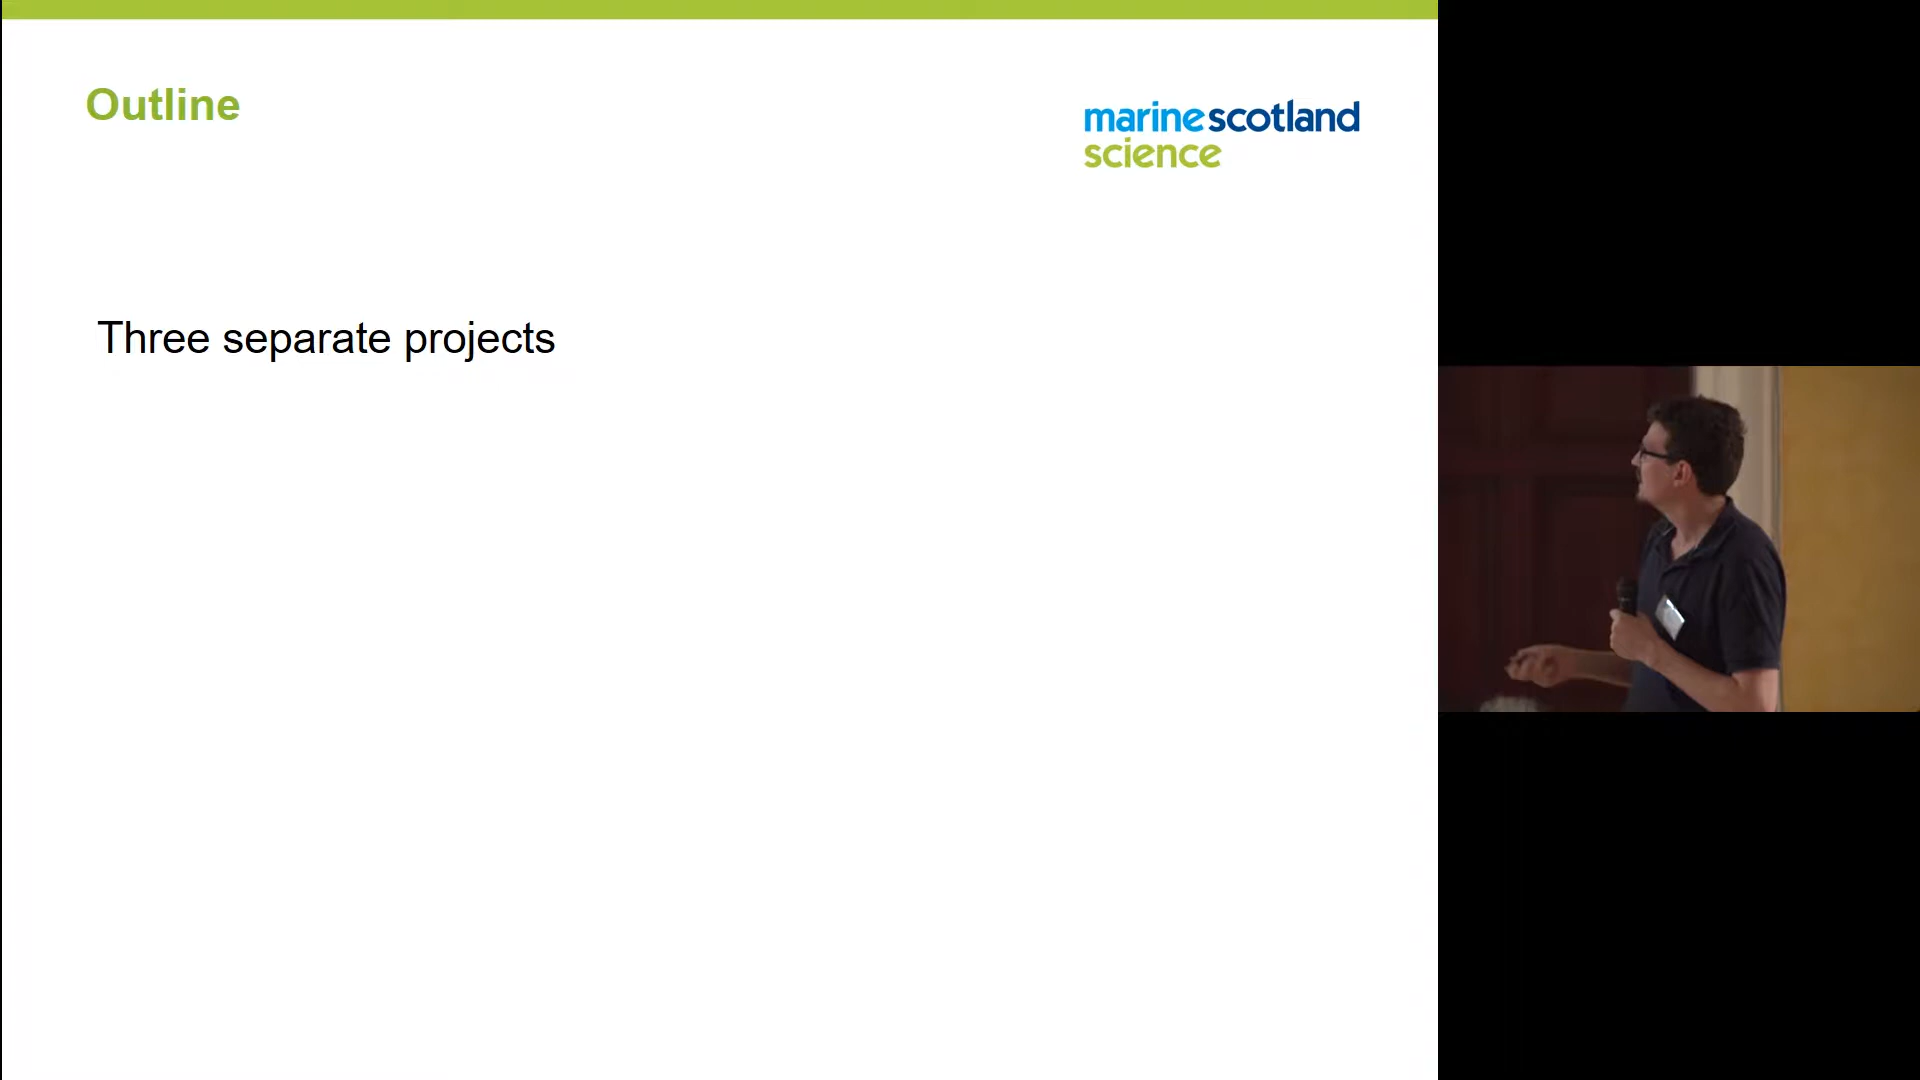 Outline
marinescotland
science
Three separate projects